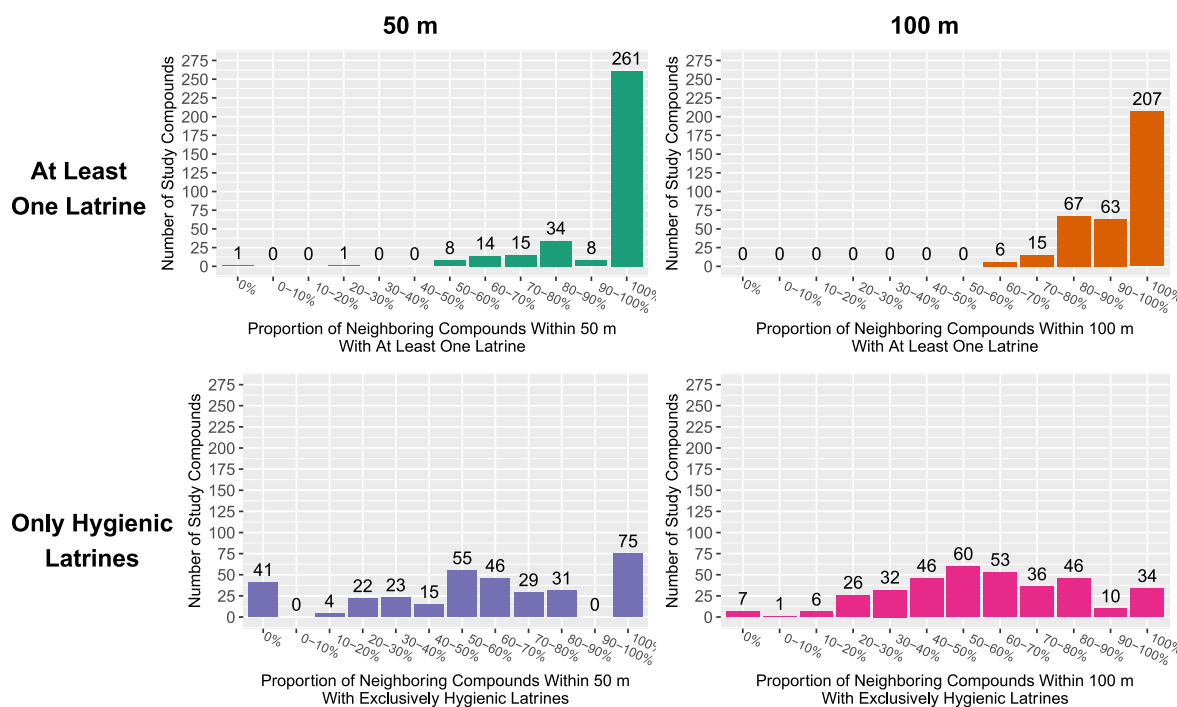 50 m
100 m
At Least
One Latrine
Number of Study Compounds
275
250
225
200
175
150
125
100
75
50
25
0
1 0 0 1 0 0 8 14 15 34 8 261
0% 0−10% 10−20% 20−30% 30−40% 40−50% 50−60% 60−70% 70−80% 80−90% 90−100% 100%
Proportion of Neighboring Compounds Within 50 m
With At Least One Latrine
Number of Study Compounds
275
250
225
200
175
150
125
100
75
50
25
0
0 0 0 0 0 0 0 6 15 67 63 207
0% 0−10% 10−20% 20−30% 30−40% 40−50% 50−60% 60−70% 70−80% 80−90% 90−100% 100%
Proportion of Neighboring Compounds Within 100 m
With At Least One Latrine
Only Hygienic
Latrines
Number of Study Compounds
275
250
225
200
175
150
125
100
75
50
25
0
41 0 4 22 23 15 55 46 29 31 0 75
0% 0−10% 10−20% 20−30% 30−40% 40−50% 50−60% 60−70% 70−80% 80−90% 90−100% 100%
Proportion of Neighboring Compounds Within 50 m
With Exclusively Hygienic Latrines
Number of Study Compounds
275
250
225
200
175
150
125
100
75
50
25
0
7 1 6 26 32 46 60 53 36 46 10 34
0% 0−10% 10−20% 20−30% 30−40% 40−50% 50−60% 60−70% 70−80% 80−90% 90−100% 100%
Proportion of Neighboring Compounds Within 100 m
With Exclusively Hygienic Latrines